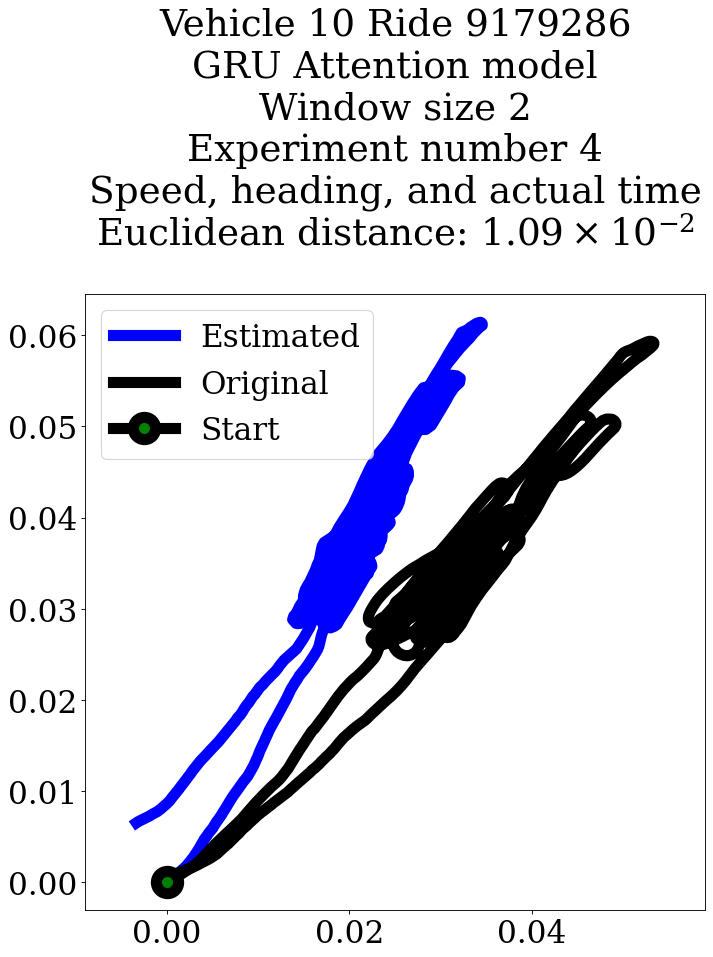 Vehicle 10 Ride 9179286
GRU Attention model
Window size 2
Experiment number 4
Speed, heading, and actual time
Euclidean distance: 1.09 × 10⁻²
Estimated
Original
Start
0.06
0.05
0.04
0.03
0.02
0.01
0.00
0.00 0.02 0.04